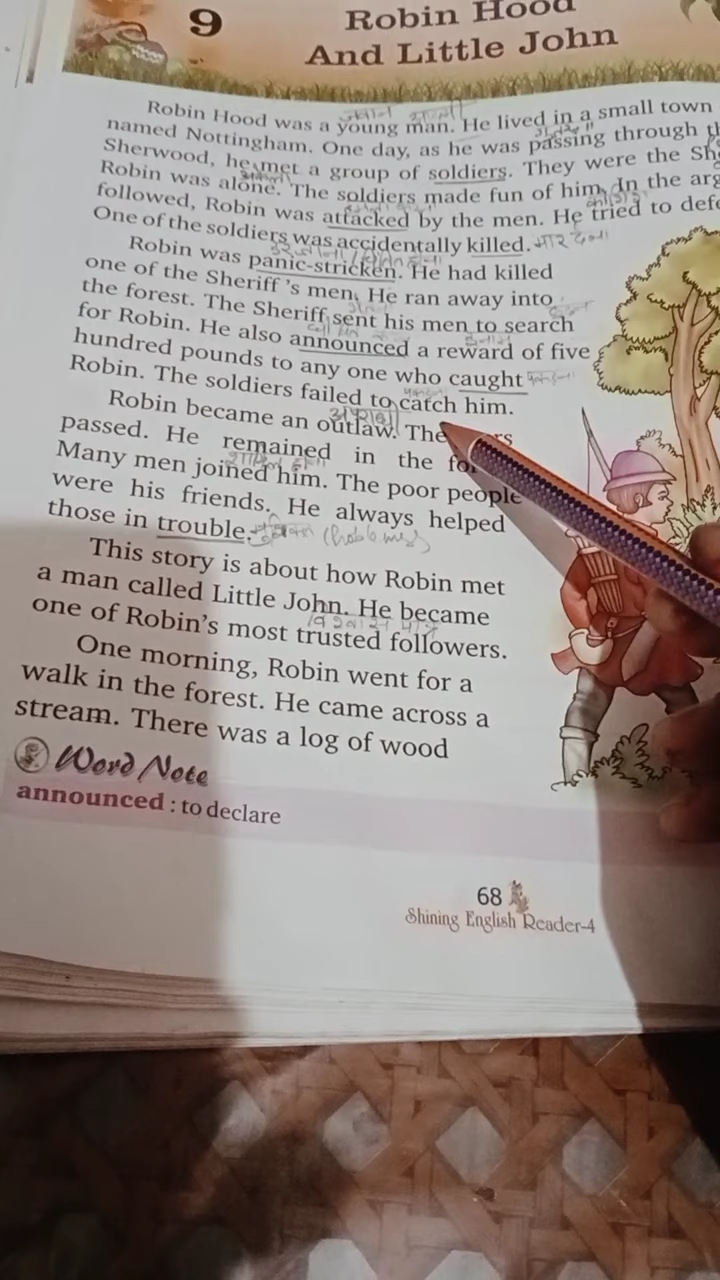 9
Robin Hood
And Little John
Robin Hood was a young man. He lived in a small town
named Nottingham. One day, as he was passing through
Sherwood, he met a group of soldiers. They were the
Robin was alone. The soldiers made fun of him. In the
followed, Robin was attacked by the men. He tried to
One of the soldiers was accidentally killed.
Robin was panic-stricken. He had killed
one of the Sheriff's men. He ran away into
the forest. The Sheriff sent his men to search
for Robin. He also announced a reward of five
hundred pounds to any one who caught
Robin. The soldiers failed to catch him.
Robin became an outlaw. The
passed. He remained in the
Many men joined him. The poor people
were his friends. He always helped
those in trouble. (Problems)
This story is about how Robin met
a man called Little John. He became
one of Robin's most trusted followers.
One morning, Robin went for a
walk in the forest. He came across a
stream. There was a log of wood
Word Note
announced : to declare
68
Shining English Reader-4